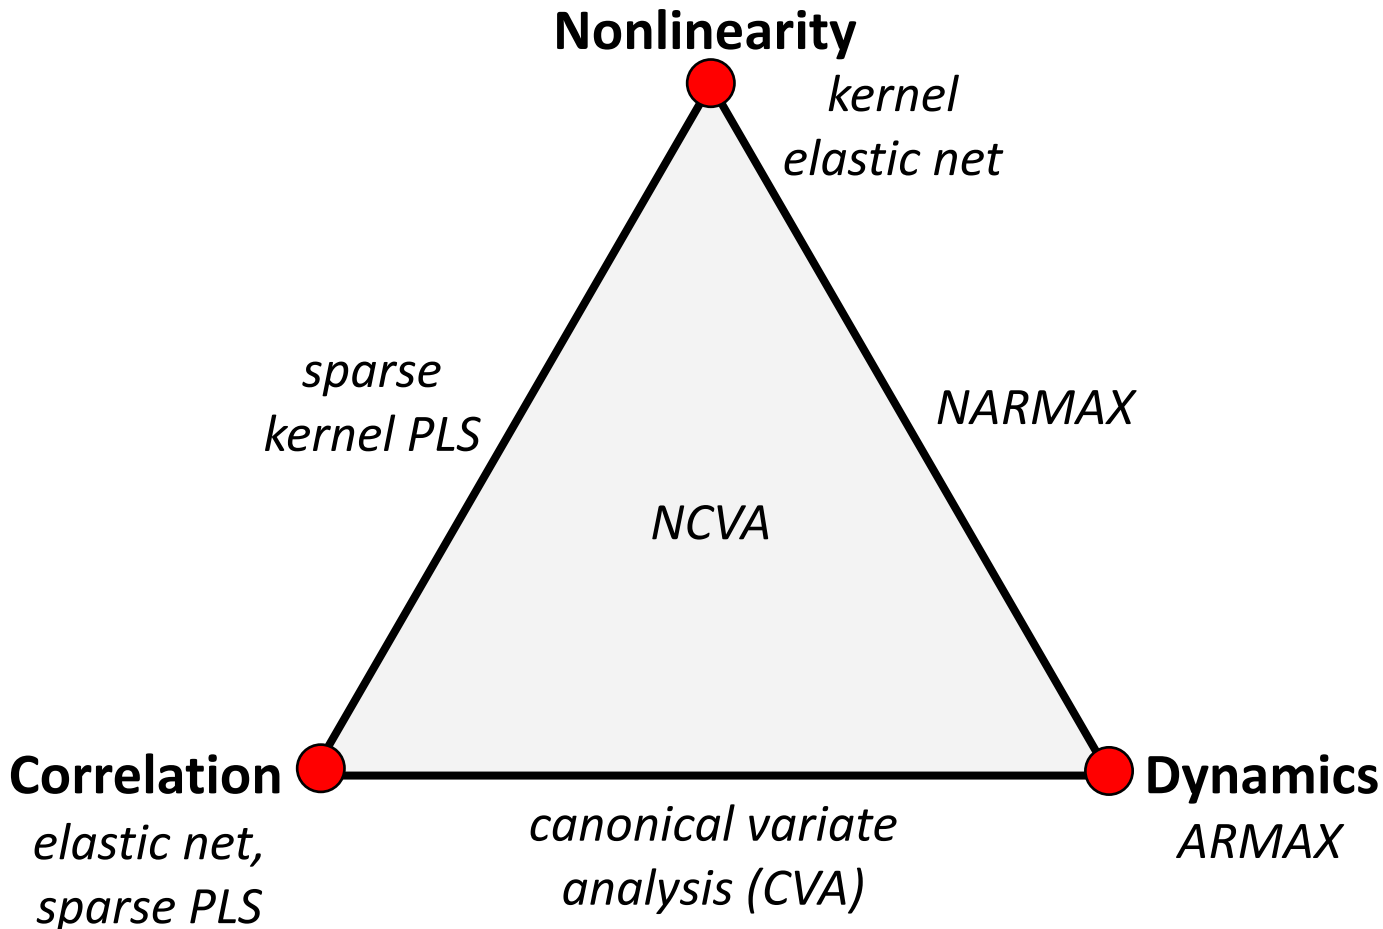 Nonlinearity
kernel
elastic net
sparse
kernel PLS
NARMAX
NCVA
Correlation
elastic net,
sparse PLS
canonical variate
analysis (CVA)
Dynamics
ARMAX